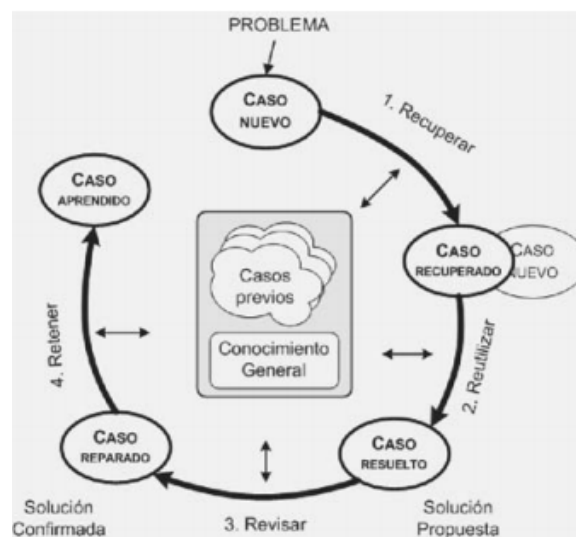 PROBLEMA
CASO
NUEVO
1. Recuperar
CASO
APRENDIDO
CASO
RECUPERADO
CASO
NUEVO
Casos
previos
Conocimiento
General
4. Retener
2. Reutilizar
CASO
REPARADO
CASO
RESUELTO
Solución
Confirmada
3. Revisar
Solución
Propuesta